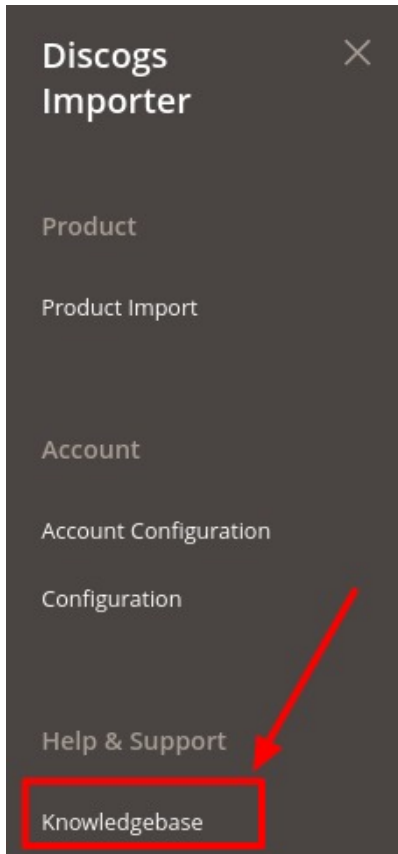 Discogs
Importer
Product
Product Import
Account
Account Configuration
Configuration
Help & Support
Knowledgebase